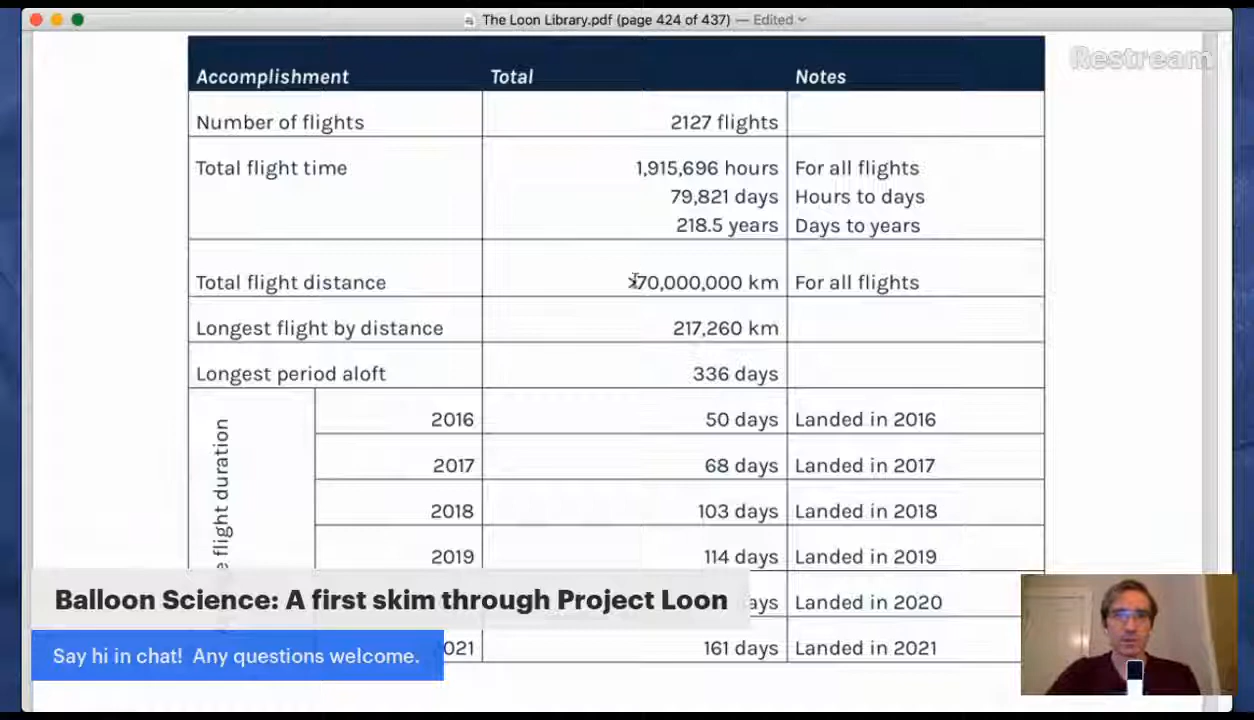 The Loon Library.pdf (page 424 of 437) — Edited
Restream
Accomplishment Total Notes
Number of flights 2127 flights
Total flight time 1,915,696 hours For all flights
79,821 days Hours to days
218.5 years Days to years
Total flight distance >70,000,000 km For all flights
Longest flight by distance 217,260 km
Longest period aloft 336 days
flight duration
2016 50 days Landed in 2016
2017 68 days Landed in 2017
2018 103 days Landed in 2018
2019 114 days Landed in 2019
Landed in 2020
161 days Landed in 2021
Balloon Science: A first skim through Project Loon
Say hi in chat! Any questions welcome.